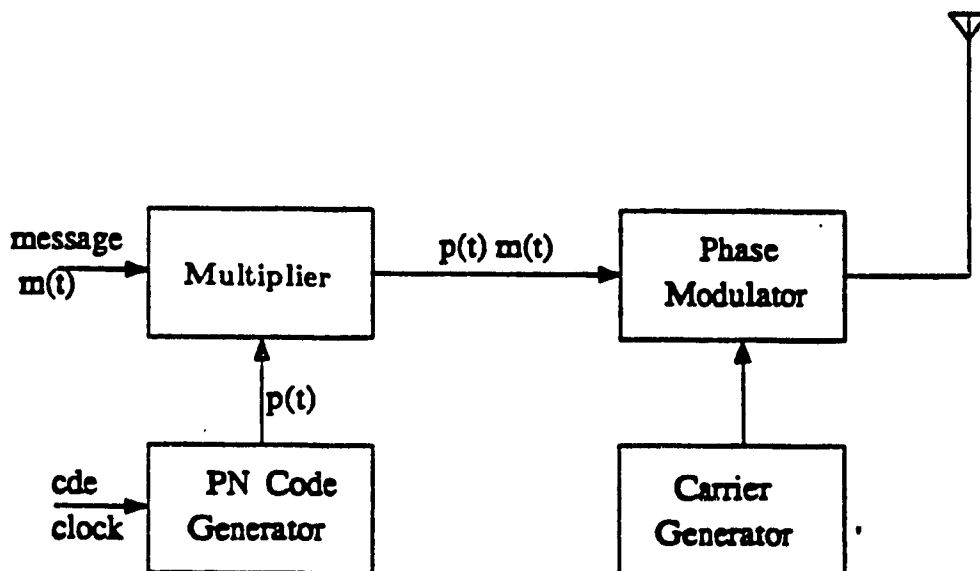 message
m(t)
Multiplier
p(t) m(t)
Phase
Modulator
p(t)
cde
clock
PN Code
Generator
Carrier
Generator